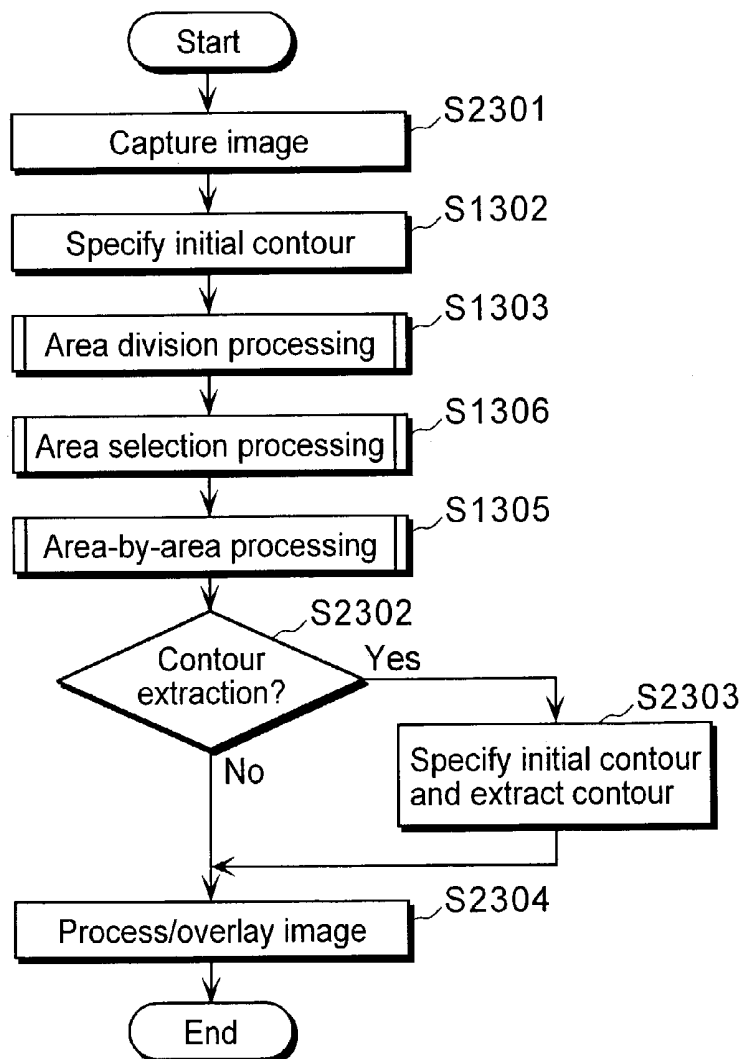 Start
S2301
Capture image
S1302
Specify initial contour
S1303
Area division processing
S1306
Area selection processing
S1305
Area-by-area processing
S2302
Contour
extraction?
Yes
No
S2303
Specify initial contour
and extract contour
S2304
Process/overlay image
End